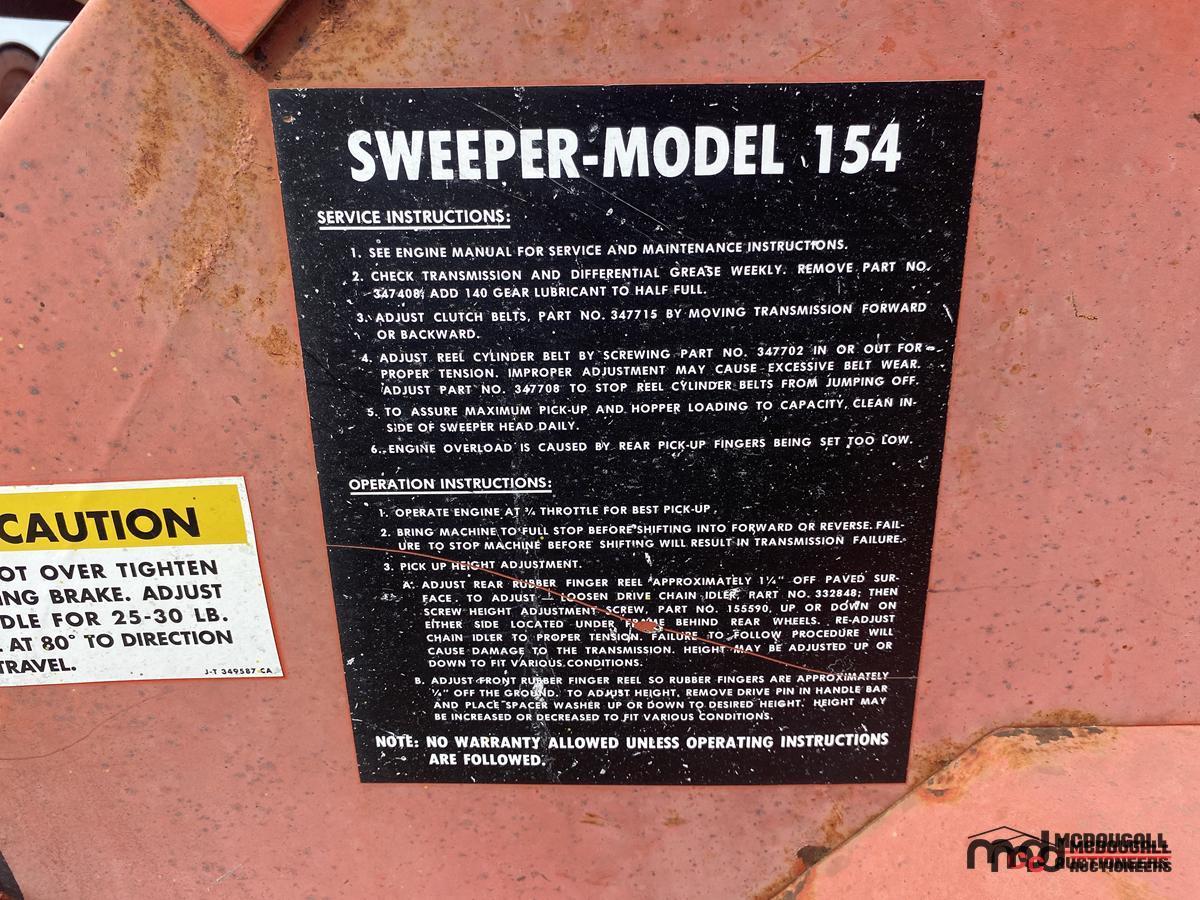 SWEEPER-MODEL 154
SERVICE INSTRUCTIONS:
1. SEE ENGINE MANUAL FOR SERVICE AND MAINTENANCE INSTRUCTIONS.
2. CHECK TRANSMISSION AND DIFFERENTIAL GREASE WEEKLY. REMOVE PART NO.
347408; ADD 140 GEAR LUBRICANT TO HALF FULL.
3. ADJUST CLUTCH BELTS, PART NO. 347715 BY MOVING TRANSMISSION FORWARD
OR BACKWARD.
4. ADJUST REEL CYLINDER BELT BY SCREWING PART NO. 347702 IN OR OUT FOR
PROPER TENSION. IMPROPER ADJUSTMENT MAY CAUSE EXCESSIVE BELT WEAR.
ADJUST PART NO. 347708 TO STOP REEL CYLINDER BELTS FROM JUMPING OFF.
5. TO ASSURE MAXIMUM PICK-UP AND HOPPER LOADING TO CAPACITY, CLEAN IN-
SIDE OF SWEEPER HEAD DAILY.
6. ENGINE OVERLOAD IS CAUSED BY REAR PICK-UP FINGERS BEING SET TOO LOW.
OPERATION INSTRUCTIONS:
1. OPERATE ENGINE AT ¾ THROTTLE FOR BEST PICK-UP.
2. BRING MACHINE TO FULL STOP BEFORE SHIFTING INTO FORWARD OR REVERSE. FAIL-
URE TO STOP MACHINE BEFORE SHIFTING WILL RESULT IN TRANSMISSION FAILURE.
3. PICK UP HEIGHT ADJUSTMENT.
A. ADJUST REAR RUBBER FINGER REEL APPROXIMATELY 1¼" OFF PAVED SUR-
FACE. TO ADJUST — LOOSEN DRIVE CHAIN IDLER, PART NO. 332848; THEN
SCREW HEIGHT ADJUSTMENT SCREW, PART NO. 155590, UP OR DOWN ON
EITHER SIDE LOCATED UNDER FRAME BEHIND REAR WHEELS. RE-ADJUST
CHAIN IDLER TO PROPER TENSION. FAILURE TO FOLLOW PROCEDURE WILL
CAUSE DAMAGE TO THE TRANSMISSION. HEIGHT MAY BE ADJUSTED UP OR
DOWN TO FIT VARIOUS CONDITIONS.
B. ADJUST FRONT RUBBER FINGER REEL SO RUBBER FINGERS ARE APPROXIMATELY
¼" OFF THE GROUND. TO ADJUST HEIGHT, REMOVE DRIVE PIN IN HANDLE BAR
AND PLACE SPACER WASHER UP OR DOWN TO DESIRED HEIGHT. HEIGHT MAY
BE INCREASED OR DECREASED TO FIT VARIOUS CONDITIONS.
NOTE: NO WARRANTY ALLOWED UNLESS OPERATING INSTRUCTIONS
ARE FOLLOWED.
CAUTION
OT OVER TIGHTEN
NG BRAKE. ADJUST
DLE FOR 25-30 LB.
. AT 80° TO DIRECTION
TRAVEL.
J-T 349587 CA
MCDOUGALL
AUCTIONEERS